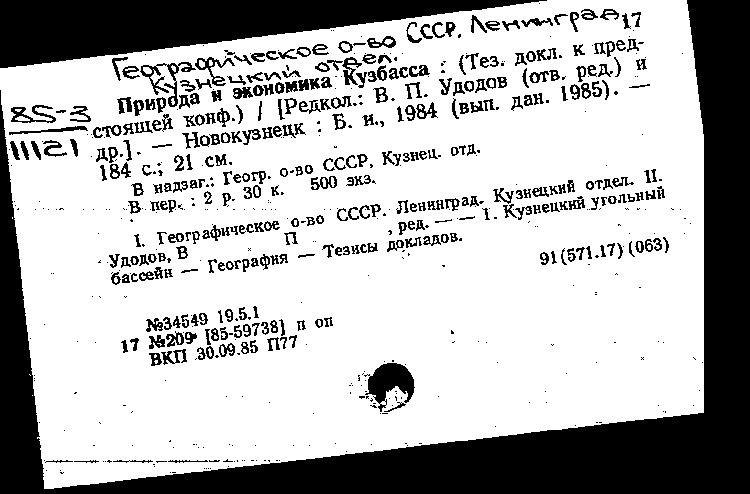 Географическое о-во СССР. Ленинград 17
Кузнецкий отдел.
85-3
11121
Природа и экономика Кузбасса : (Тез. докл. к пред-
стоящей конф.) / [Редкол.: В. П. Удодов (отв. ред.) и
др.]. — Новокузнецк : Б. и., 1984 (вып. дан. 1985). —
184 с.; 21 см.
В надзаг.: Геогр. о-во СССР, Кузнец. отд.
В пер. : 2 р. 30 к. 500 экз.
I. Географическое о-во СССР. Ленинград. Кузнецкий отдел. II.
Удодов, В П , ред. — — 1. Кузнецкий угольный
бассейн — География — Тезисы докладов.
91(571.17)(063)
№34549 19.5.1
17 №209 [85-59738] п оп
ВКП 30.09.85 П77